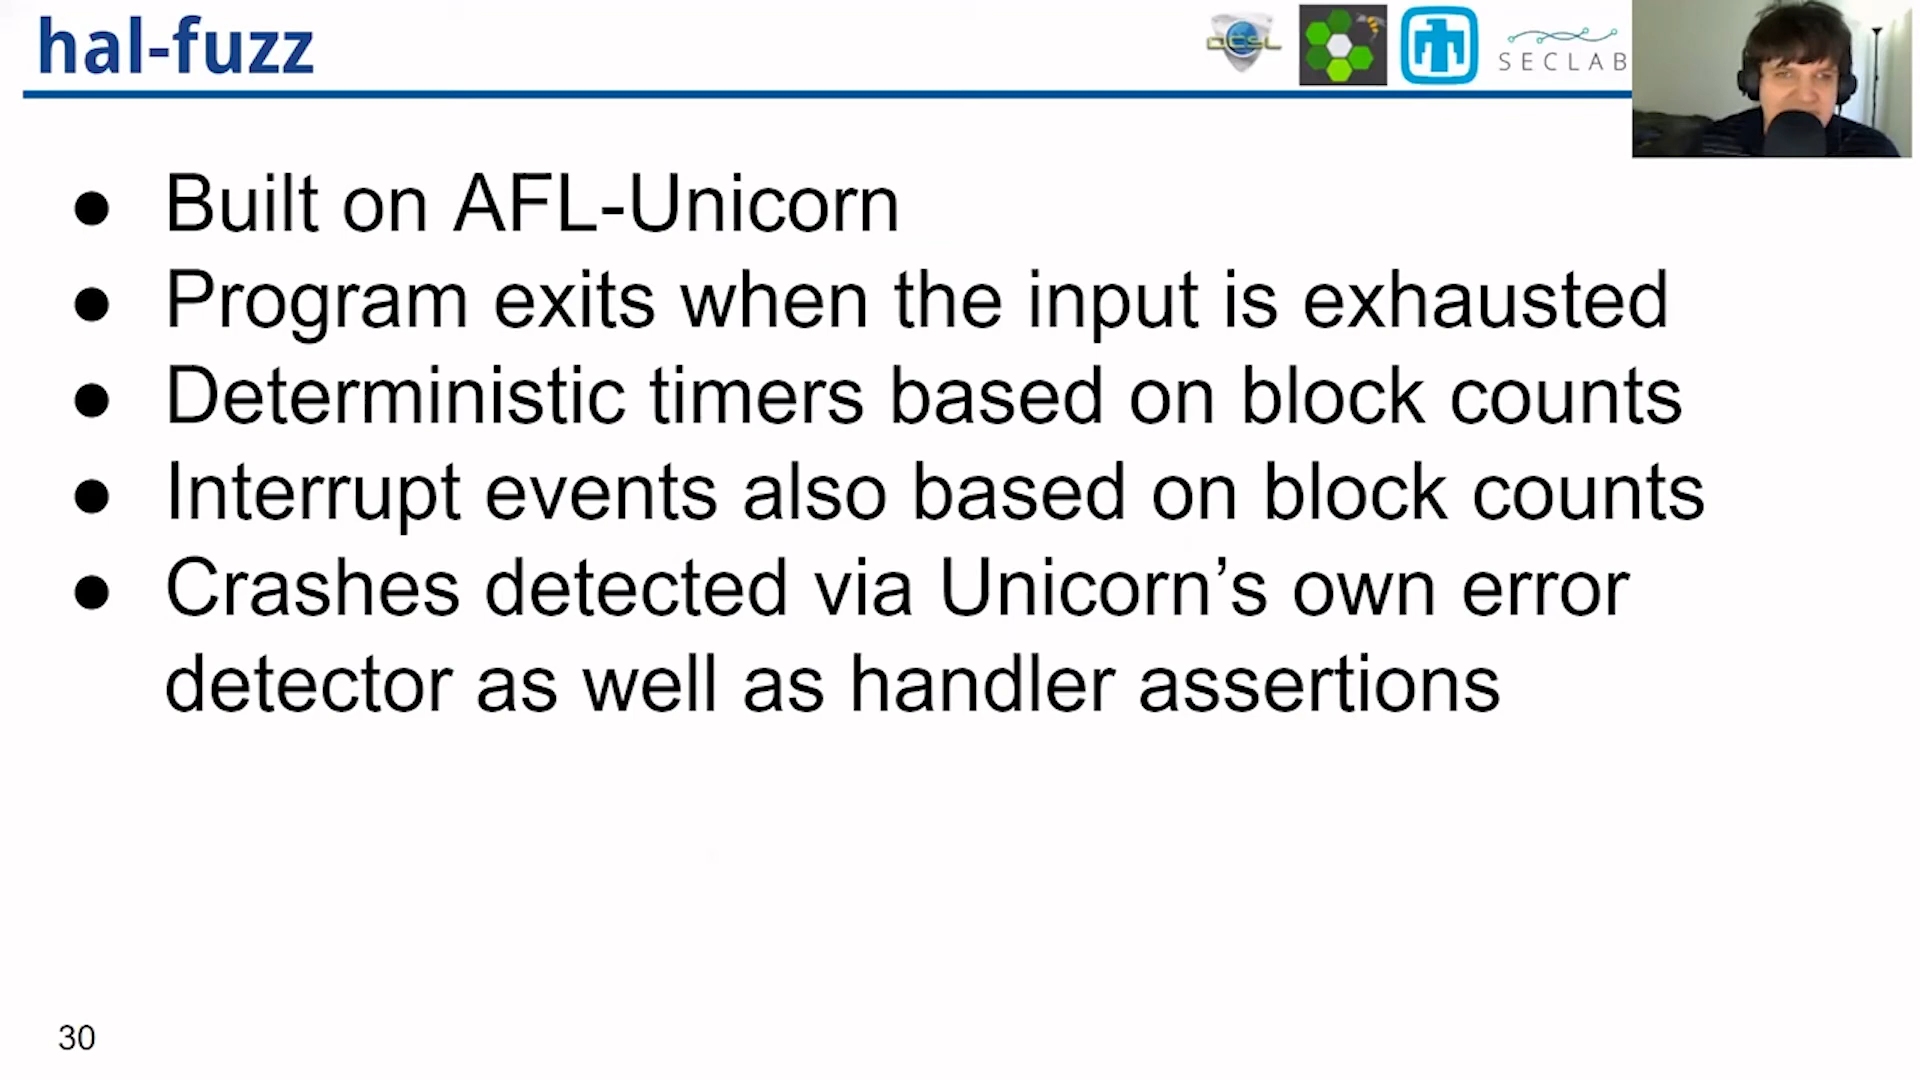 hal-fuzz
DCSL
SECLAB
● Built on AFL-Unicorn
● Program exits when the input is exhausted
● Deterministic timers based on block counts
● Interrupt events also based on block counts
● Crashes detected via Unicorn’s own error
detector as well as handler assertions
30